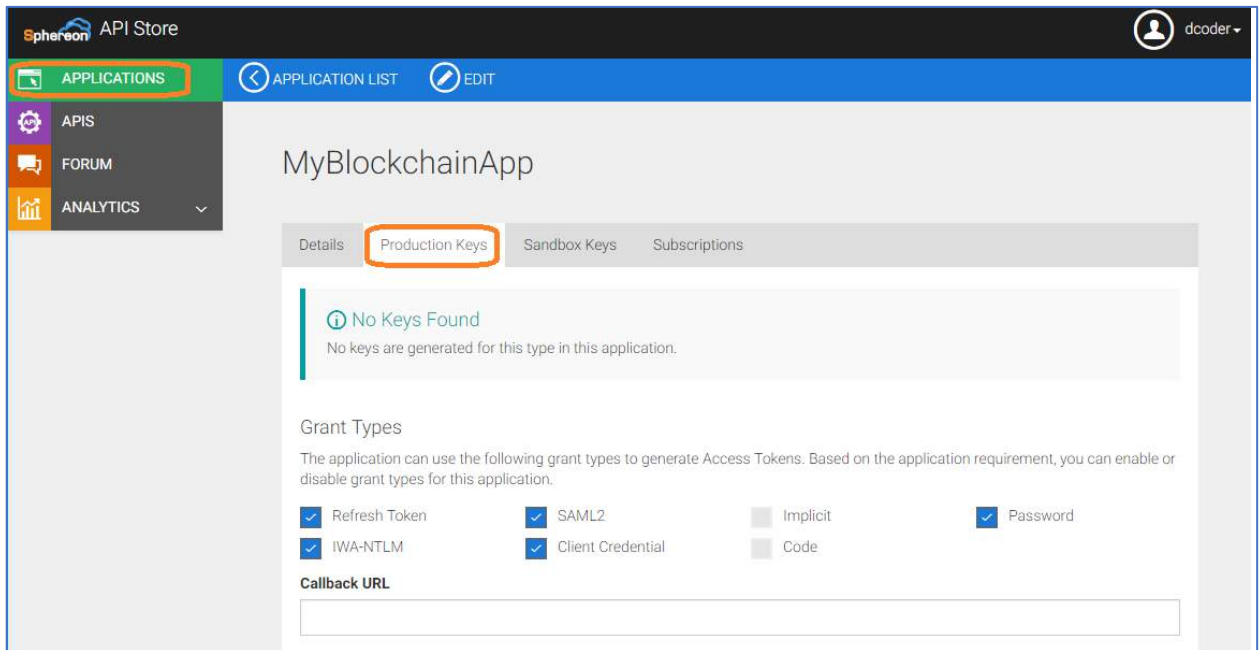 Sphereon API Store
dcoder
APPLICATIONS
APPLICATION LIST
EDIT
API
APIS
FORUM
ANALYTICS
MyBlockchainApp
Details Production Keys Sandbox Keys Subscriptions
No Keys Found
No keys are generated for this type in this application.
Grant Types
The application can use the following grant types to generate Access Tokens. Based on the application requirement, you can enable or
disable grant types for this application.
Refresh Token SAML2 Implicit Password
IWA-NTLM Client Credential Code
Callback URL